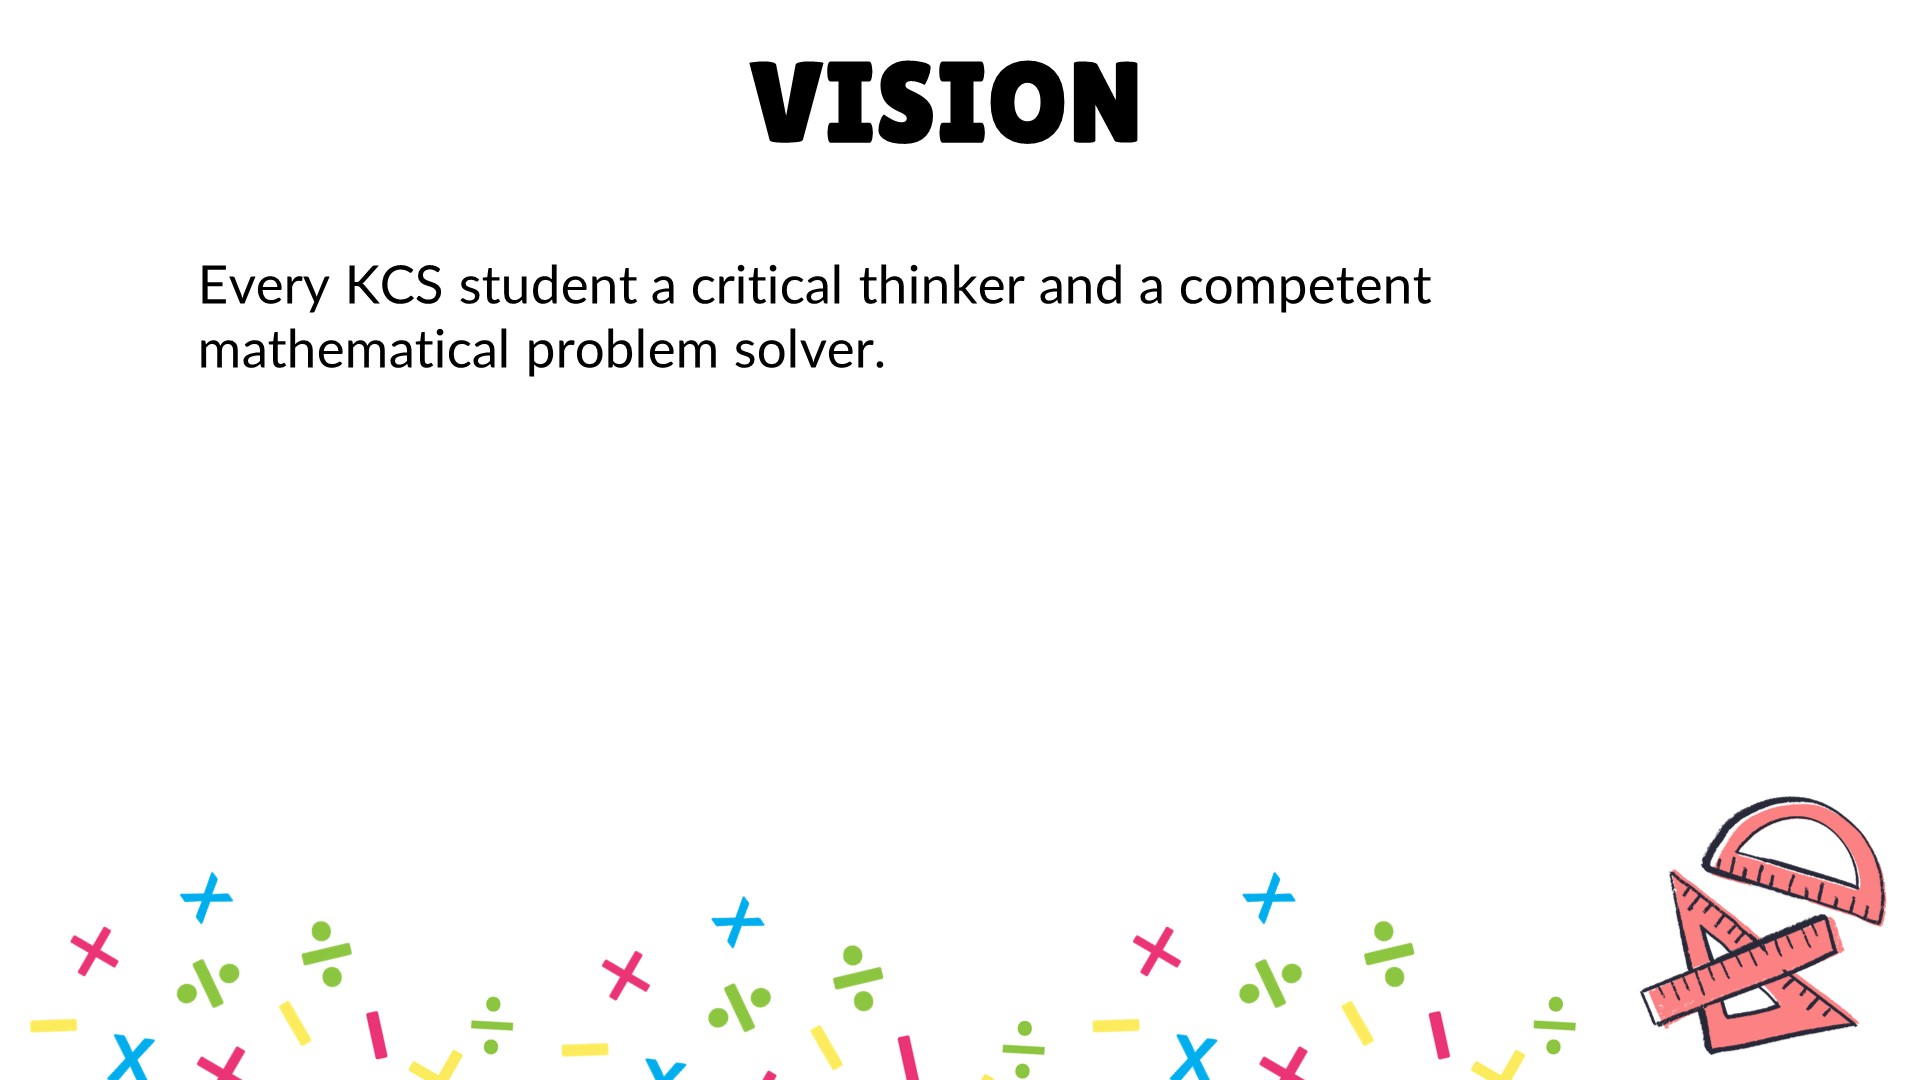 VISION
Every KCS student a critical thinker and a competent
mathematical problem solver.